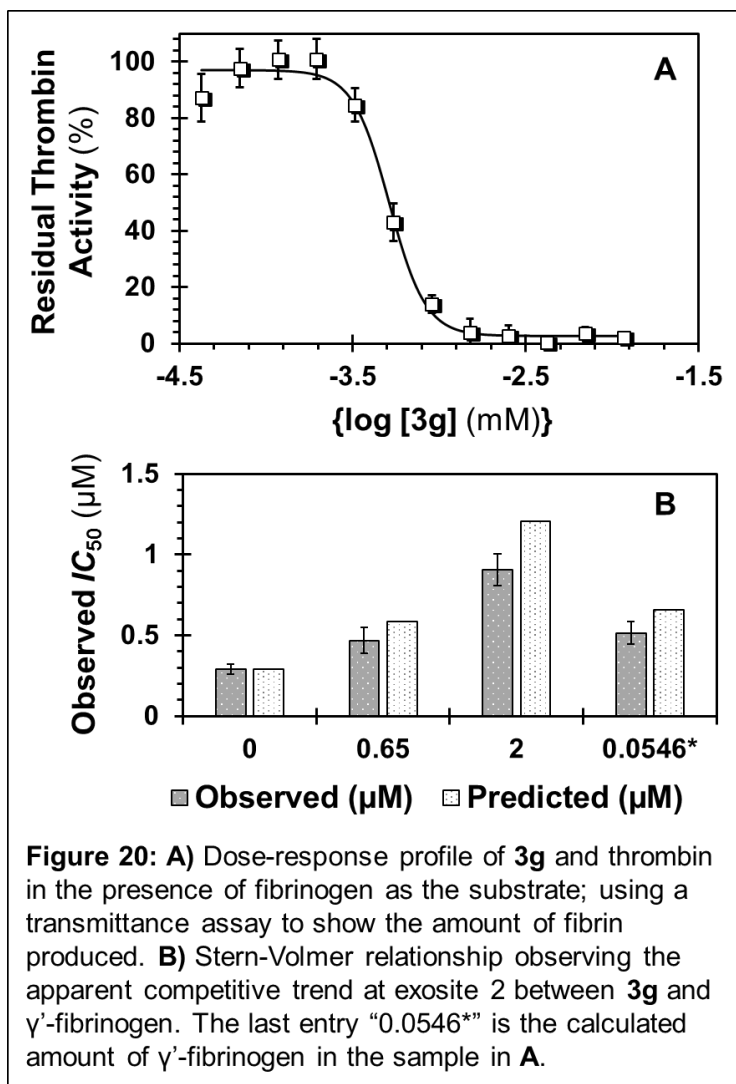 A
Residual Thrombin
Activity (%)
100
80
60
40
20
0
-4.5
-3.5
-2.5
-1.5
{log [3g] (mM)}
B
Observed IC50 (µM)
1.5
1
0.5
0
0
0.65
2
0.0546*
Observed (µM)
Predicted (µM)
Figure 20: A) Dose-response profile of 3g and thrombin
in the presence of fibrinogen as the substrate; using a
transmittance assay to show the amount of fibrin
produced. B) Stern-Volmer relationship observing the
apparent competitive trend at exosite 2 between 3g and
γ’-fibrinogen. The last entry “0.0546*” is the calculated
amount of γ’-fibrinogen in the sample in A.